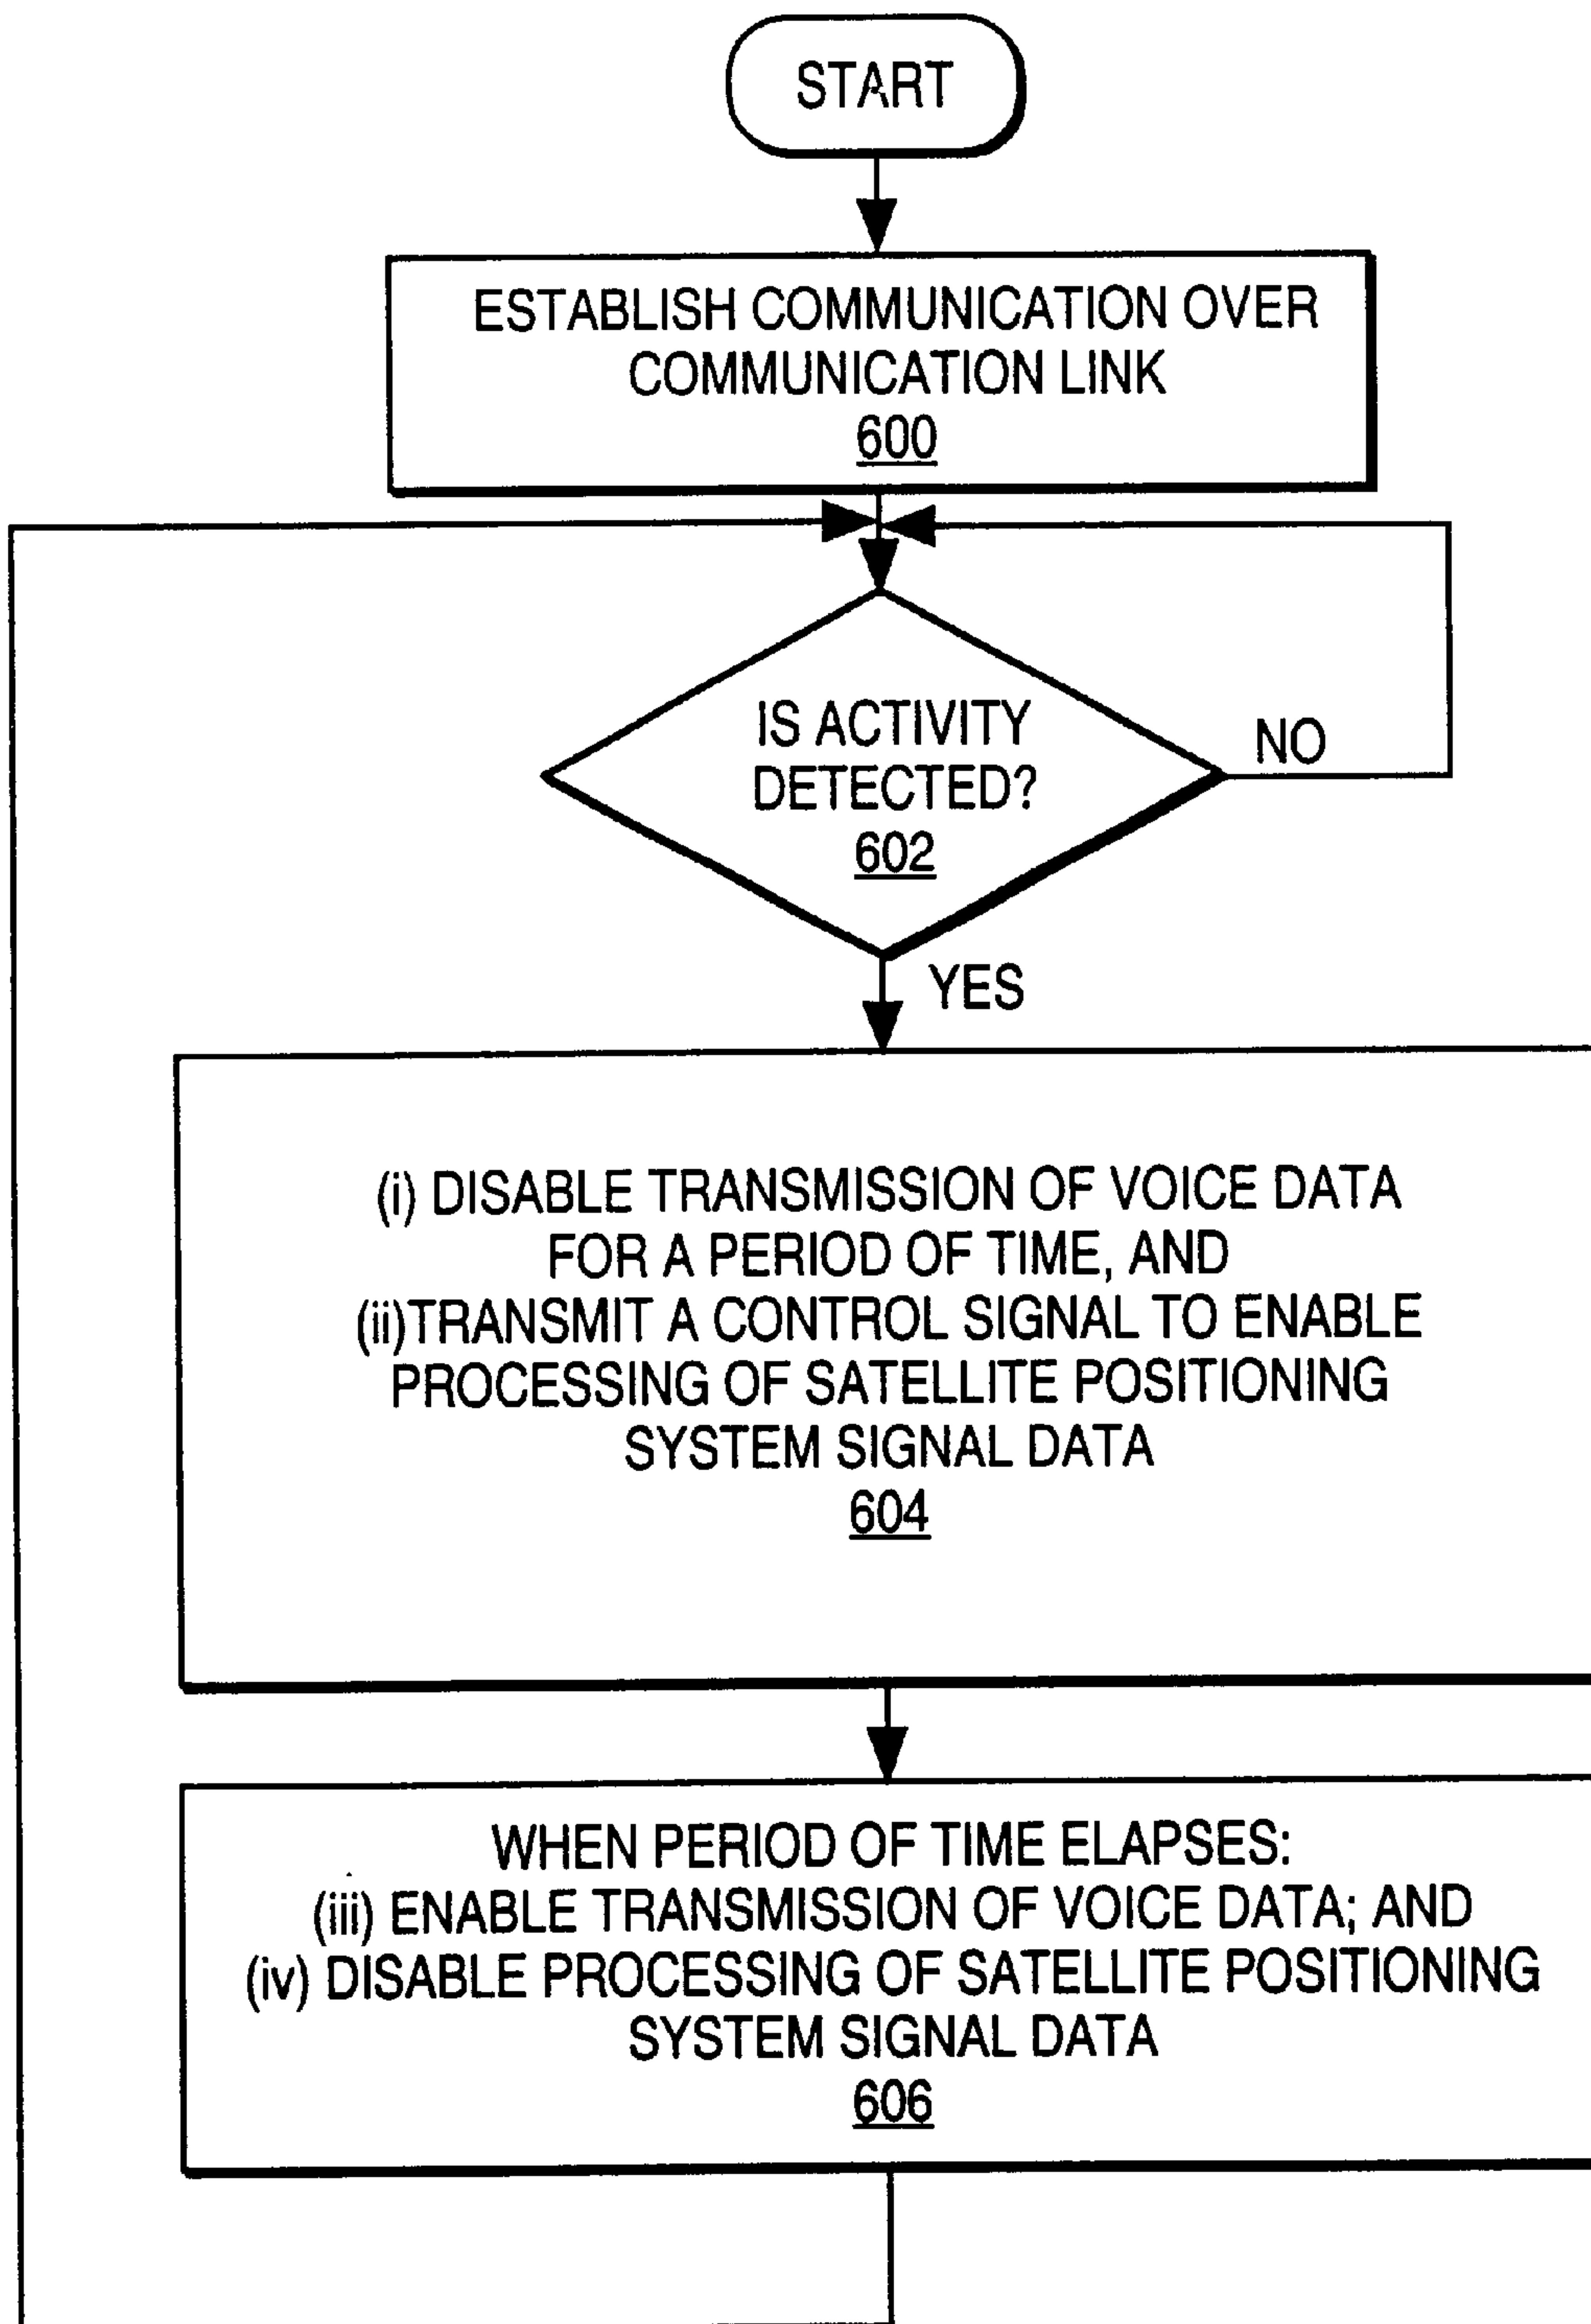 START
ESTABLISH COMMUNICATION OVER
COMMUNICATION LINK
600
IS ACTIVITY
DETECTED?
602
NO
YES
(i) DISABLE TRANSMISSION OF VOICE DATA
FOR A PERIOD OF TIME, AND
(ii)TRANSMIT A CONTROL SIGNAL TO ENABLE
PROCESSING OF SATELLITE POSITIONING
SYSTEM SIGNAL DATA
604
WHEN PERIOD OF TIME ELAPSES:
(iii) ENABLE TRANSMISSION OF VOICE DATA; AND
(iv) DISABLE PROCESSING OF SATELLITE POSITIONING
SYSTEM SIGNAL DATA
606